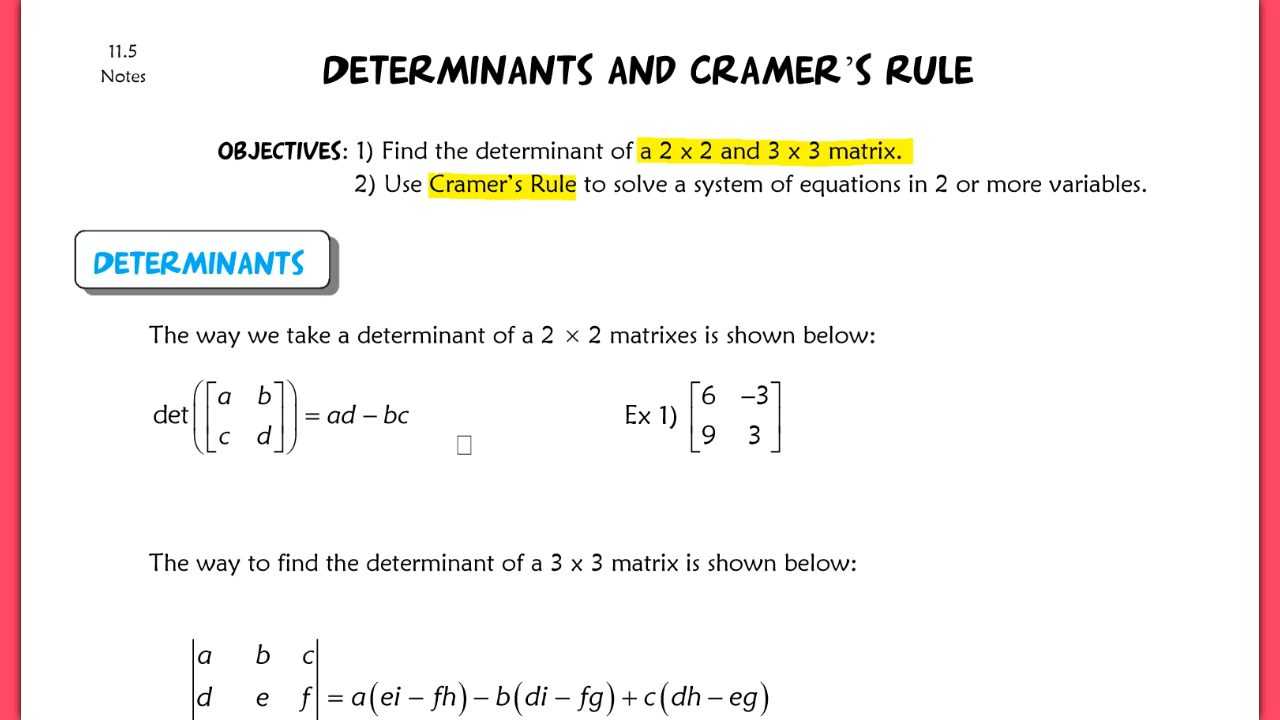 11.5
Notes
DETERMINANTS AND CRAMER'S RULE
OBJECTIVES: 1) Find the determinant of a 2 x 2 and 3 x 3 matrix.
2) Use Cramer's Rule to solve a system of equations in 2 or more variables.
DETERMINANTS
The way we take a determinant of a 2 × 2 matrixes is shown below:
det([a b
c d]) = ad – bc
Ex 1) [6 –3
9 3]
The way to find the determinant of a 3 x 3 matrix is shown below:
|a b c|
|d e f| = a(ei – fh) – b(di – fg) + c(dh – eg)